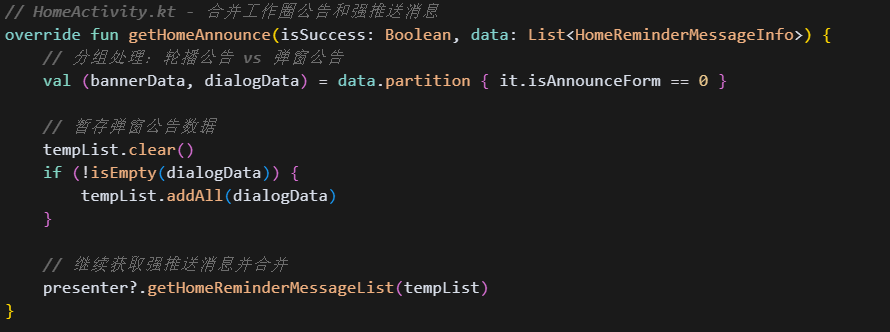 // HomeActivity.kt - 合并工作圈公告和强推送消息
override fun getHomeAnnounce(isSuccess: Boolean, data: List<HomeReminderMessageInfo>) {
    // 分组处理: 轮播公告 vs 弹窗公告
    val (bannerData, dialogData) = data.partition { it.isAnnounceForm == 0 }

    // 暂存弹窗公告数据
    tempList.clear()
    if (!isEmpty(dialogData)) {
        tempList.addAll(dialogData)
    }

    // 继续获取强推送消息并合并
    presenter?.getHomeReminderMessageList(tempList)
}